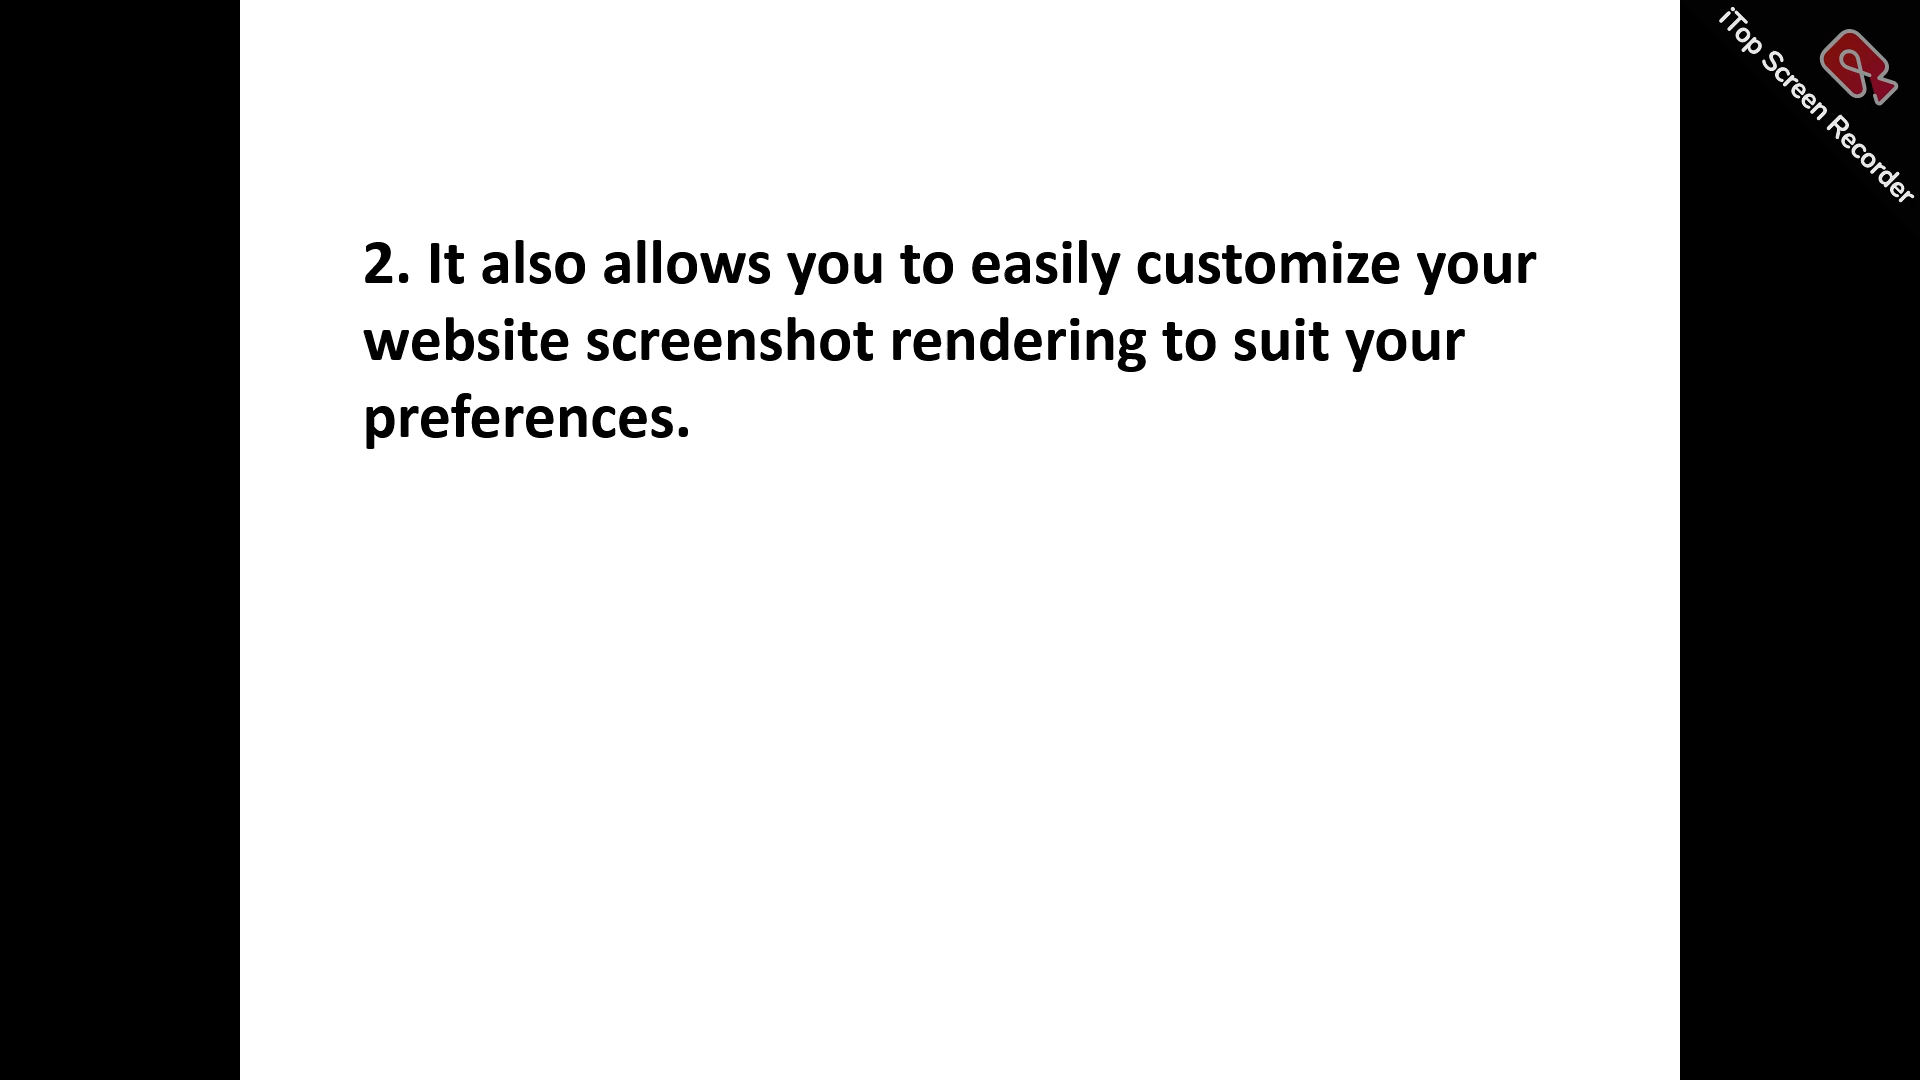 2. It also allows you to easily customize your
website screenshot rendering to suit your
preferences.
iTop Screen Recorder